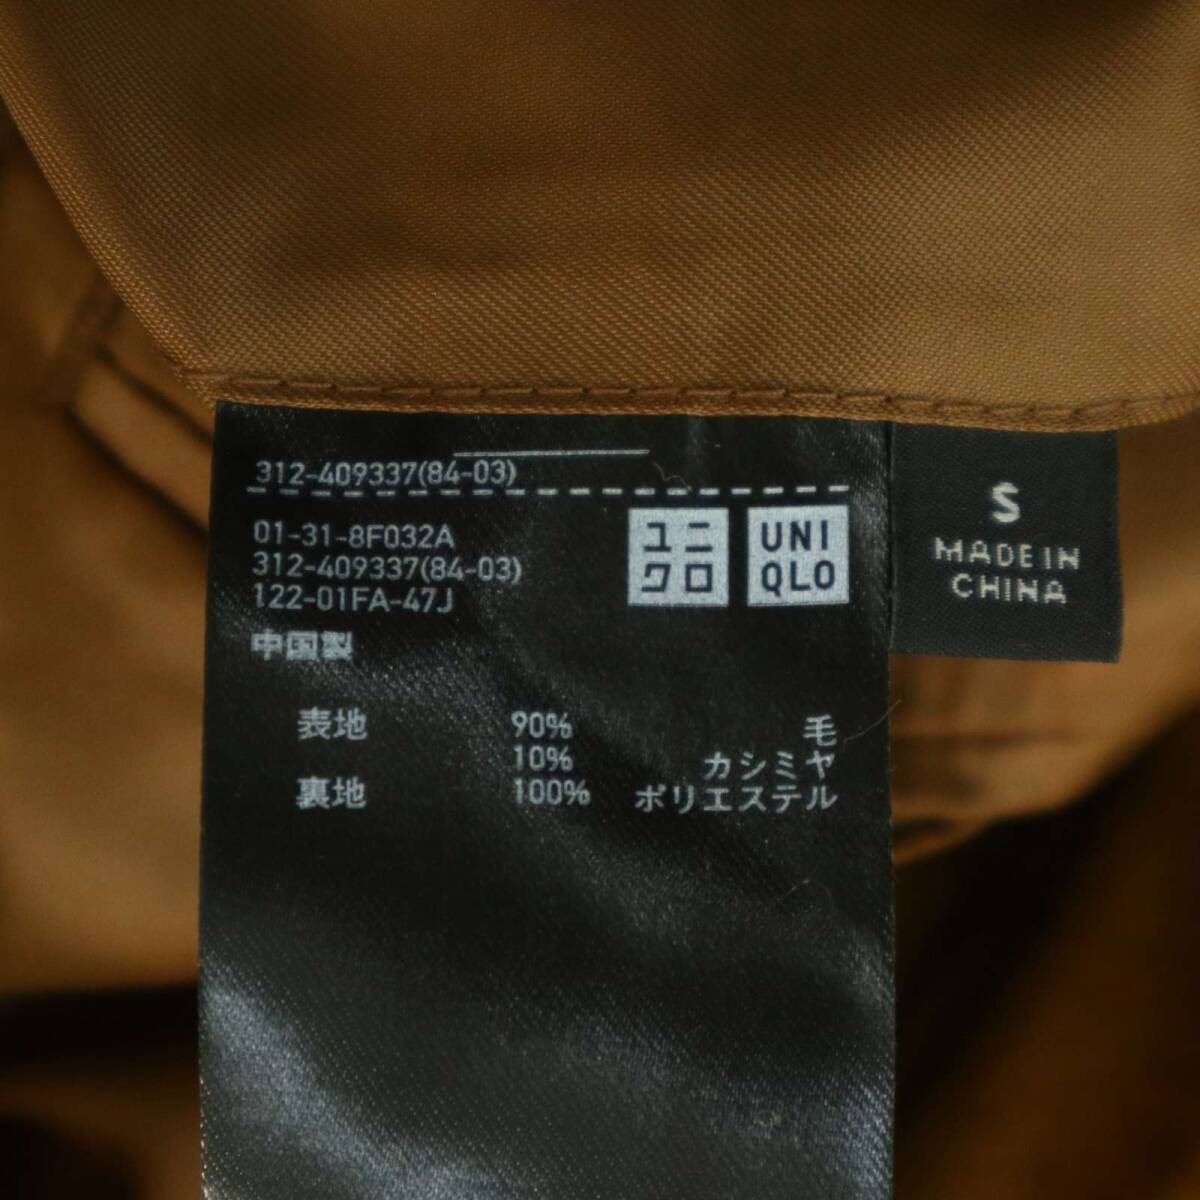 312-409337(84-03)
01-31-8F032A
312-409337(84-03)
122-01FA-47J
中国製
ユニ
クロ
UNI
QLO
S
MADE IN
CHINA
表地 90% 毛
10% カシミヤ
裏地 100% ポリエステル